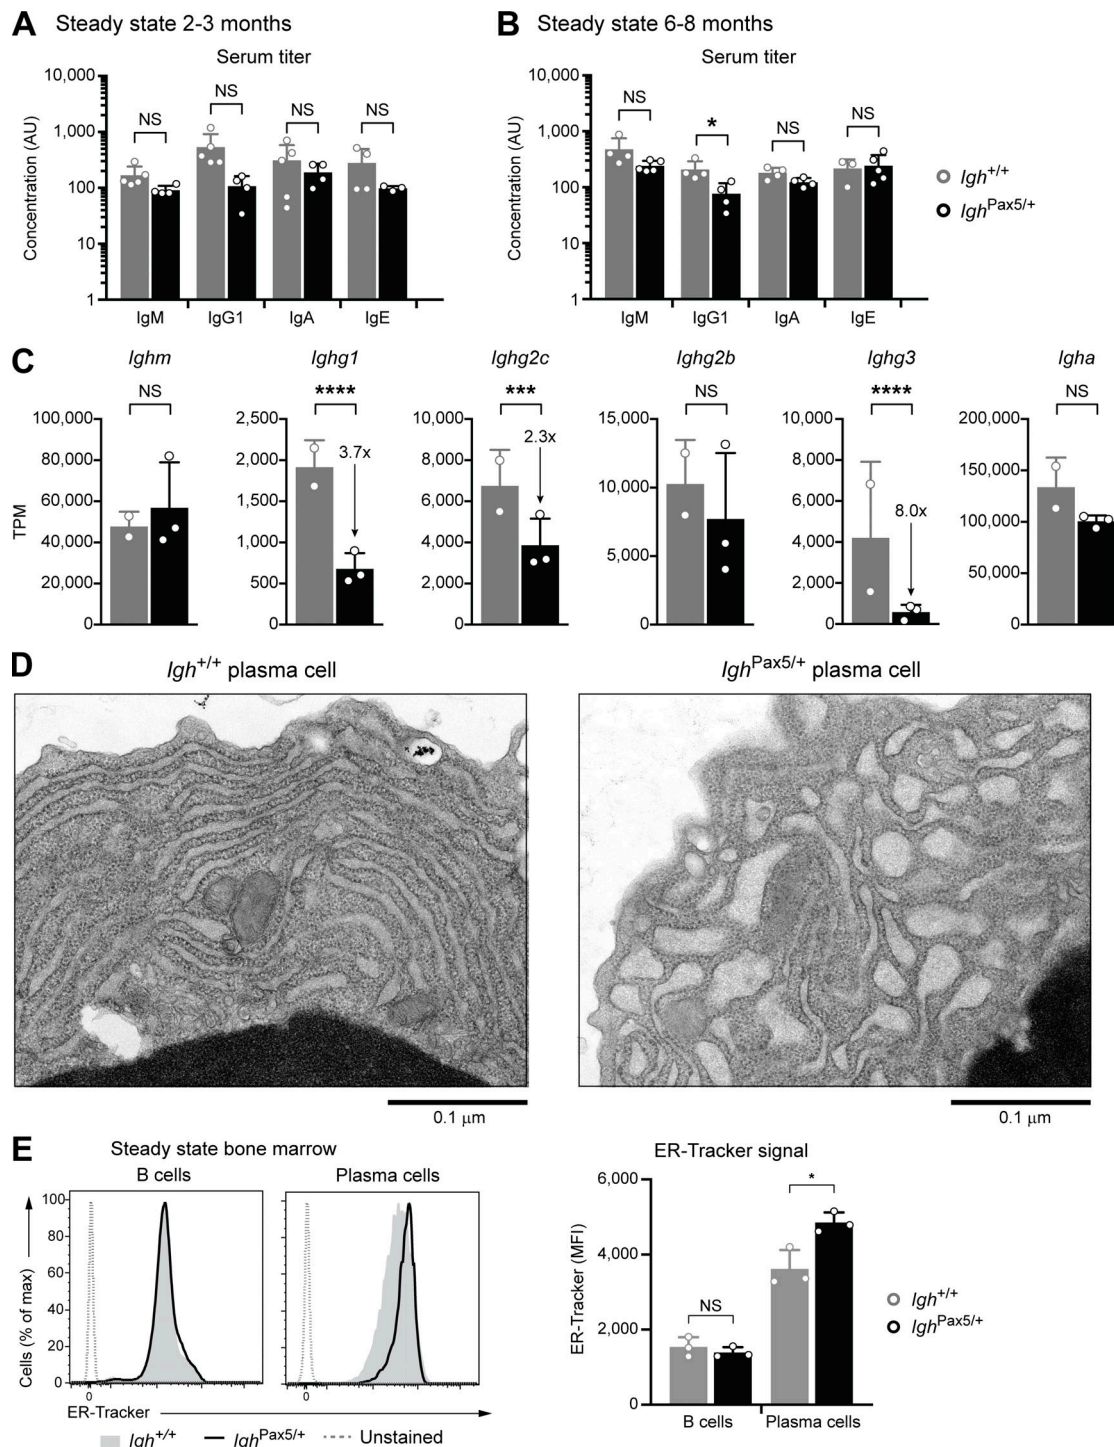 A Steady state 2-3 months
Serum titer
Concentration (AU)
10,000
1,000
100
10
1
NS
NS
NS
NS
IgM IgG1 IgA IgE
B Steady state 6-8 months
Serum titer
Concentration (AU)
10,000
1,000
100
10
1
NS
*
NS
NS
IgM IgG1 IgA IgE
Igh+/+
IghPax5/+
C
TPM
Ighm
NS
100,000
80,000
60,000
40,000
20,000
0
Ighg1
****
3.7x
2,500
2,000
1,500
1,000
500
0
Ighg2c
***
2.3x
10,000
8,000
6,000
4,000
2,000
0
Ighg2b
NS
15,000
10,000
5,000
0
Ighg3
****
8.0x
10,000
8,000
6,000
4,000
2,000
0
Igha
NS
200,000
150,000
100,000
50,000
0
D
Igh+/+ plasma cell
IghPax5/+ plasma cell
0.1 μm
0.1 μm
E Steady state bone marrow
B cells
Plasma cells
Cells (% of max)
100
80
60
40
20
0
0
0
ER-Tracker
Igh+/+ IghPax5/+ Unstained
ER-Tracker signal
ER-Tracker (MFI)
6,000
4,000
2,000
0
NS
*
B cells Plasma cells
Igh+/+
IghPax5/+